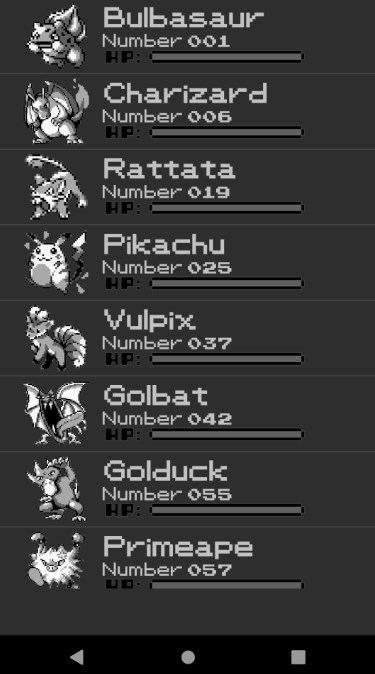 Bulbasaur
Number 001
HP:
Charizard
Number 006
HP:
Rattata
Number 019
HP:
Pikachu
Number 025
HP:
Vulpix
Number 037
HP:
Golbat
Number 042
HP:
Golduck
Number 055
HP:
Primeape
Number 057
HP: